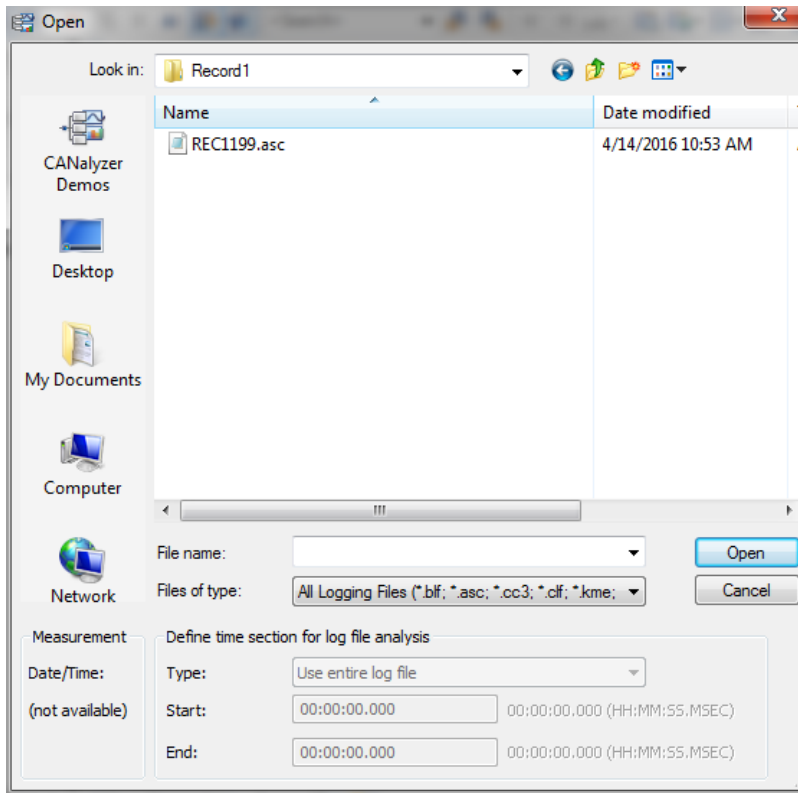 Open
Look in: Record1
Name Date modified
REC1199.asc 4/14/2016 10:53 AM
CANalyzer
Demos
Desktop
My Documents
Computer
Network
File name: Open
Files of type: All Logging Files (*.blf; *.asc; *.cc3; *.clf; *.kme; Cancel
Measurement Define time section for log file analysis
Date/Time: Type: Use entire log file
(not available) Start: 00:00:00.000 00:00:00.000 (HH:MM:SS.MSEC)
End: 00:00:00.000 00:00:00.000 (HH:MM:SS.MSEC)